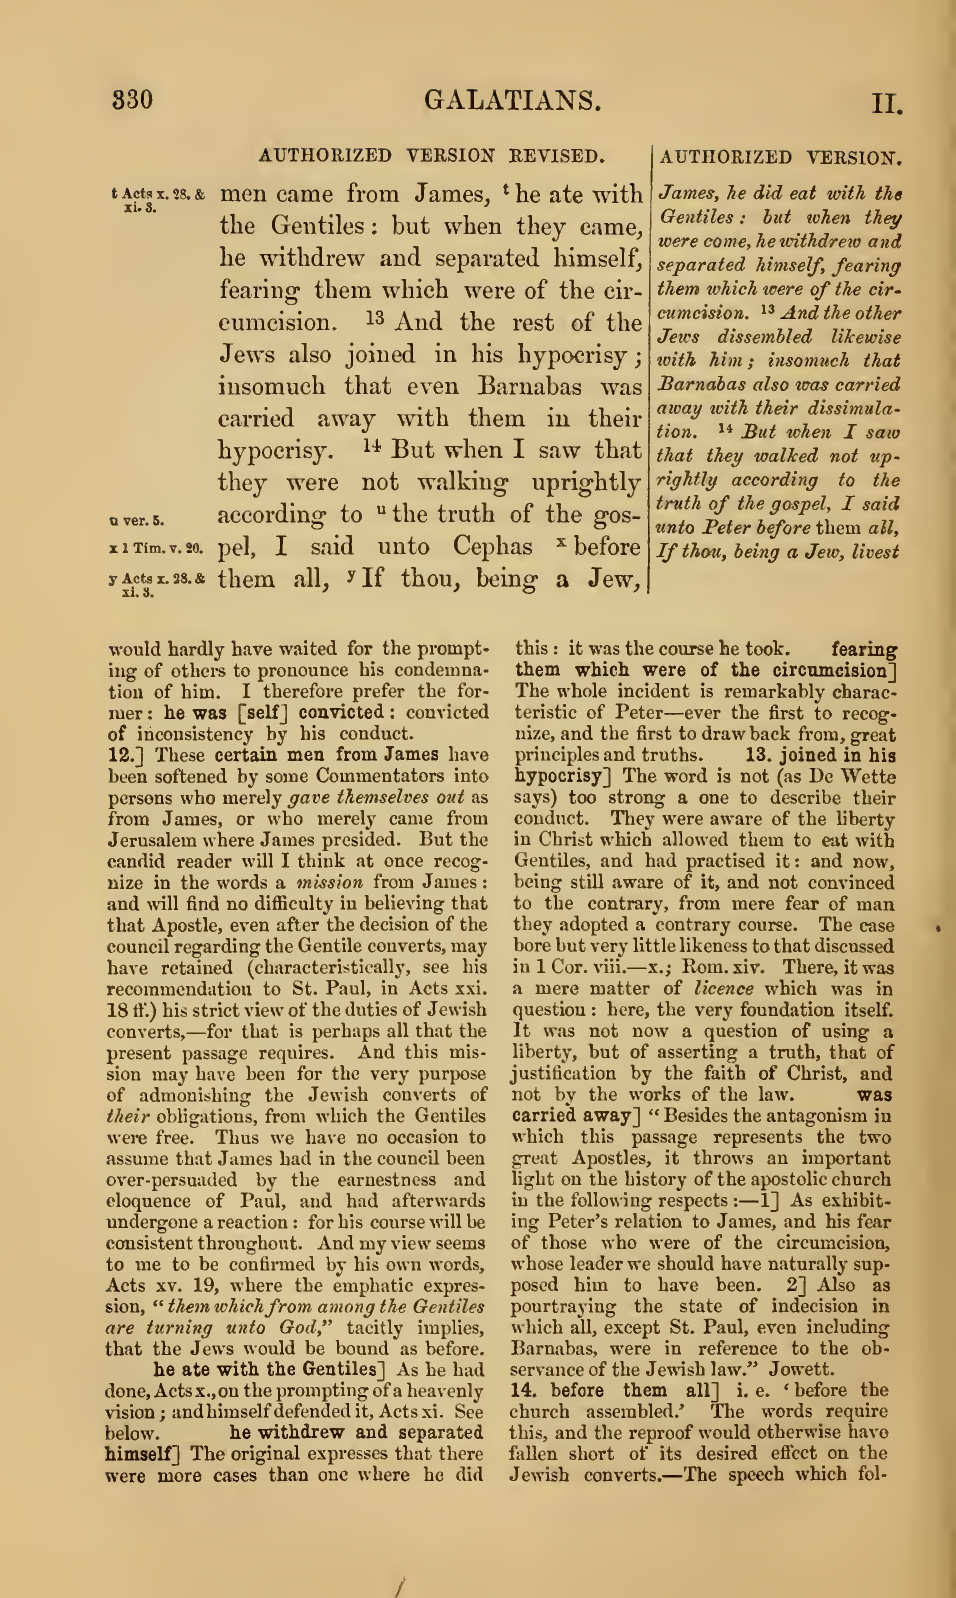 330
GALATIANS.
II.
AUTHORIZED VERSION REVISED.
t Acts x. 28. &
xi. 3.
men came from James, t he ate with
the Gentiles : but when they came,
he withdrew and separated himself,
fearing them which were of the cir-
cumcision. 13 And the rest of the
Jews also joined in his hypocrisy ;
insomuch that even Barnabas was
carried away with them in their
hypocrisy. 14 But when I saw that
they were not walking uprightly
u ver. 5.
according to u the truth of the gos-
x 1 Tim. v. 20.
pel, I said unto Cephas x before
y Acts x. 28. &
xi. 3.
them all, y If thou, being a Jew,
AUTHORIZED VERSION.
James, he did eat with the
Gentiles : but when they
were come, he withdrew and
separated himself, fearing
them which were of the cir-
cumcision. 13 And the other
Jews dissembled likewise
with him ; insomuch that
Barnabas also was carried
away with their dissimula-
tion. 14 But when I saw
that they walked not up-
rightly according to the
truth of the gospel, I said
unto Peter before them all,
If thou, being a Jew, livest
would hardly have waited for the prompt-
ing of others to pronounce his condemna-
tion of him. I therefore prefer the for-
mer : he was [self] convicted : convicted
of inconsistency by his conduct.
12.] These certain men from James have
been softened by some Commentators into
persons who merely gave themselves out as
from James, or who merely came from
Jerusalem where James presided. But the
candid reader will I think at once recog-
nize in the words a mission from James :
and will find no difficulty in believing that
that Apostle, even after the decision of the
council regarding the Gentile converts, may
have retained (characteristically, see his
recommendation to St. Paul, in Acts xxi.
18 ff.) his strict view of the duties of Jewish
converts,—for that is perhaps all that the
present passage requires. And this mis-
sion may have been for the very purpose
of admonishing the Jewish converts of
their obligations, from which the Gentiles
were free. Thus we have no occasion to
assume that James had in the council been
over-persuaded by the earnestness and
eloquence of Paul, and had afterwards
undergone a reaction : for his course will be
consistent throughout. And my view seems
to me to be confirmed by his own words,
Acts xv. 19, where the emphatic expres-
sion, “ them which from among the Gentiles
are turning unto God,” tacitly implies,
that the Jews would be bound as before.
he ate with the Gentiles] As he had
done, Acts x., on the prompting of a heavenly
vision ; and himself defended it, Acts xi. See
below. he withdrew and separated
himself] The original expresses that there
were more cases than one where he did
this : it was the course he took. fearing
them which were of the circumcision]
The whole incident is remarkably charac-
teristic of Peter—ever the first to recog-
nize, and the first to draw back from, great
principles and truths. 13. joined in his
hypocrisy] The word is not (as De Wette
says) too strong a one to describe their
conduct. They were aware of the liberty
in Christ which allowed them to eat with
Gentiles, and had practised it : and now,
being still aware of it, and not convinced
to the contrary, from mere fear of man
they adopted a contrary course. The case
bore but very little likeness to that discussed
in 1 Cor. viii.—x.; Rom. xiv. There, it was
a mere matter of licence which was in
question : here, the very foundation itself.
It was not now a question of using a
liberty, but of asserting a truth, that of
justification by the faith of Christ, and
not by the works of the law. was
carried away] “ Besides the antagonism in
which this passage represents the two
great Apostles, it throws an important
light on the history of the apostolic church
in the following respects :—1] As exhibit-
ing Peter’s relation to James, and his fear
of those who were of the circumcision,
whose leader we should have naturally sup-
posed him to have been. 2] Also as
pourtraying the state of indecision in
which all, except St. Paul, even including
Barnabas, were in reference to the ob-
servance of the Jewish law.” Jowett.
14. before them all] i. e. ‘ before the
church assembled.’ The words require
this, and the reproof would otherwise have
fallen short of its desired effect on the
Jewish converts.—The speech which fol-